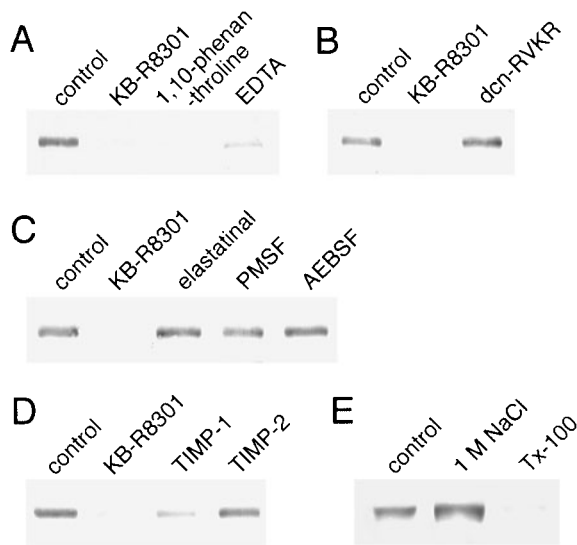 A
control
KB-R8301
1,10-phenan
-throline
EDTA
B
control
KB-R8301
dcn-RVKR
C
control
KB-R8301
elastatinal
PMSF
AEBSF
D
control
KB-R8301
TIMP-1
TIMP-2
E
control
1 M NaCl
Tx-100